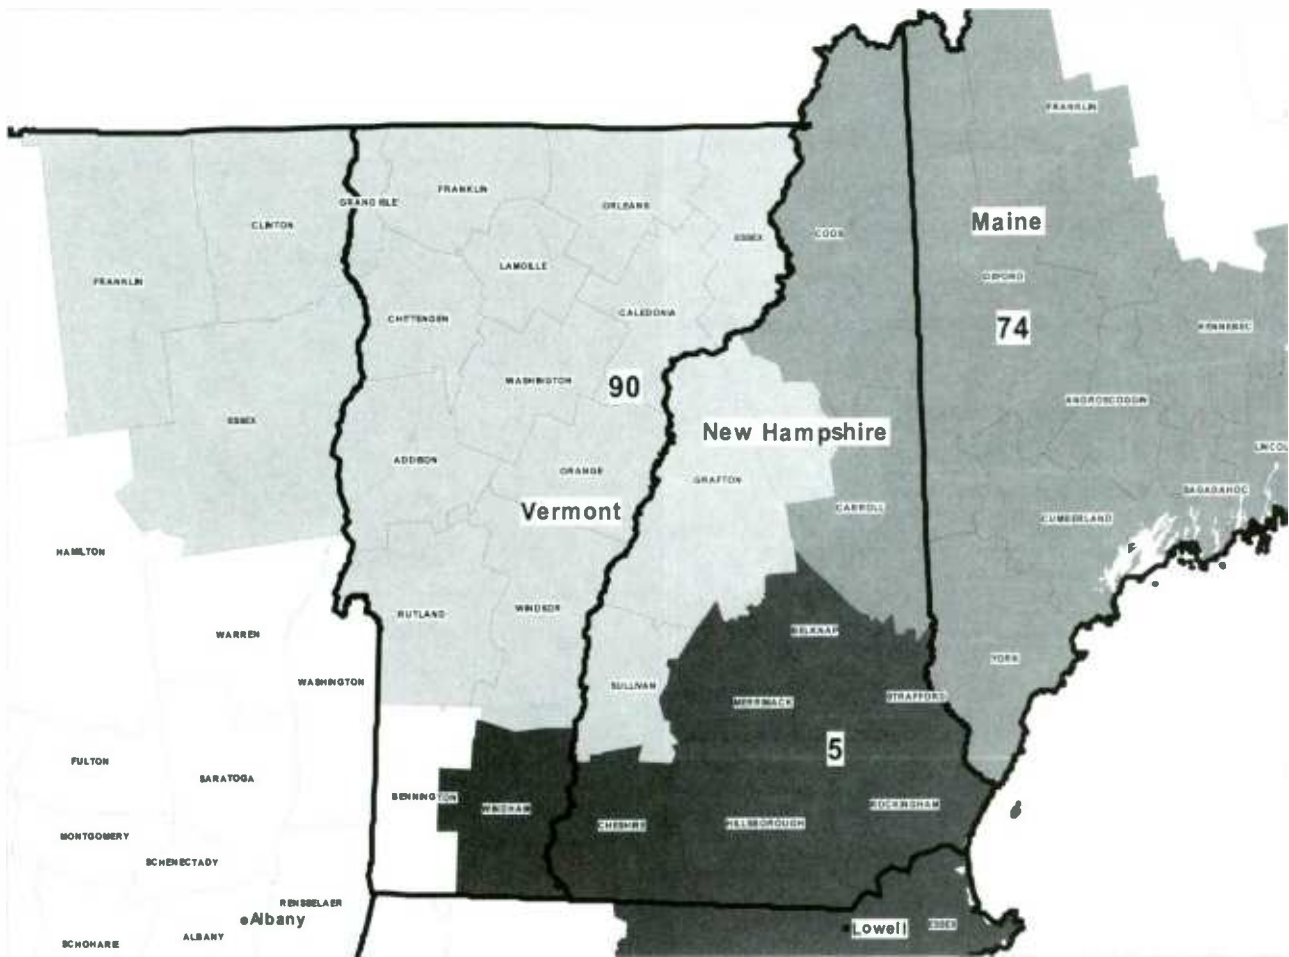 FRANKLIN
FRANKLIN
GRAND ISLE
ORLEANS
CLINTON
Maine
COOS
ESSEX
LAMOILLE
OXFORD
FRANKLIN
CHITTENDEN
CALEDONIA
74
KENNEBEC
WASHINGTON
90
ANDROSCOGGIN
ESSEX
New Hampshire
ADDISON
ORANGE
GRAFTON
SAGADAHOC
Vermont
CARROLL
CUMBERLAND
HAMILTON
RUTLAND
WINDSOR
WARREN
BELKNAP
YORK
WASHINGTON
SULLIVAN
MERRIMACK
STRAFFORD
5
FULTON
SARATOGA
BENNINGTON
WINDHAM
CHESHIRE
HILLSBOROUGH
ROCKINGHAM
MONTGOMERY
SCHENECTADY
RENSSELAER
Albany
Lowell
ESSEX
ALBANY
SCHOHARIE